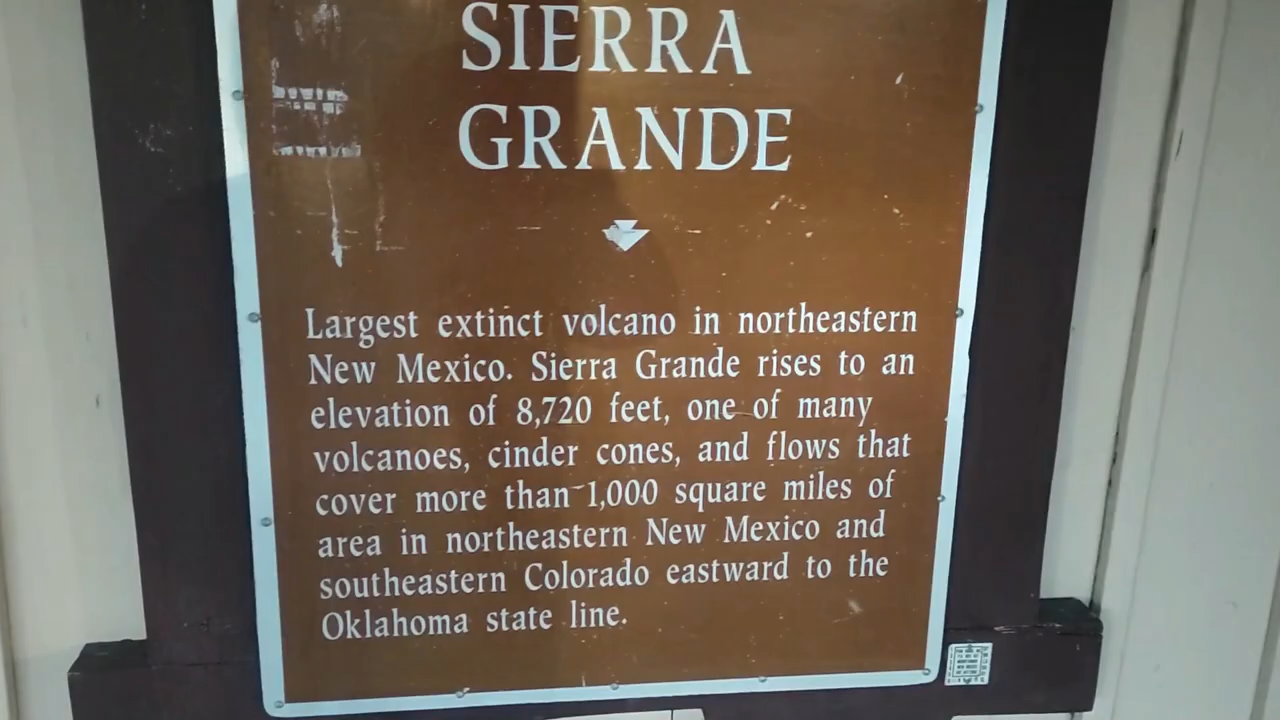 SIERRA
GRANDE
Largest extinct volcano in northeastern
New Mexico. Sierra Grande rises to an
elevation of 8,720 feet, one of many
volcanoes, cinder cones, and flows that
cover more than 1,000 square miles of
area in northeastern New Mexico and
southeastern Colorado eastward to the
Oklahoma state line.